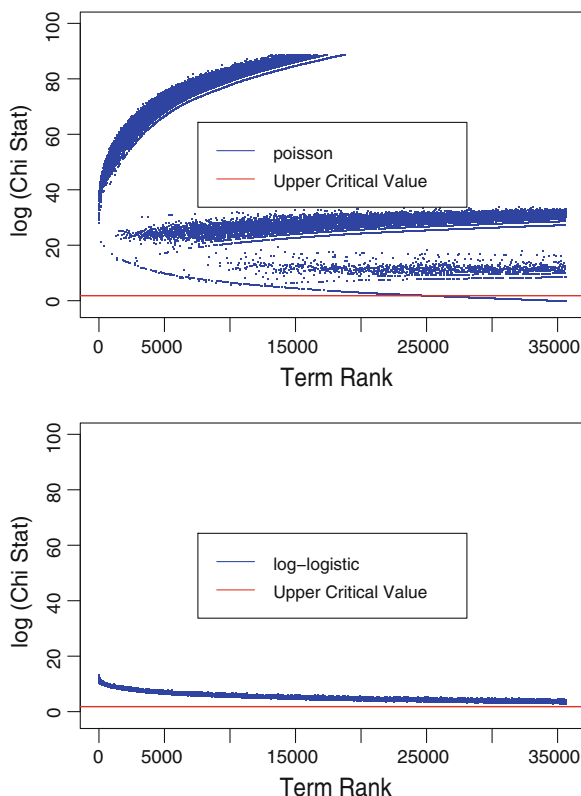 100
80
60
40
20
0
log (Chi Stat)
poisson
Upper Critical Value
0 5000 15000 25000 35000
Term Rank
100
80
60
40
20
0
log (Chi Stat)
log-logistic
Upper Critical Value
0 5000 15000 25000 35000
Term Rank